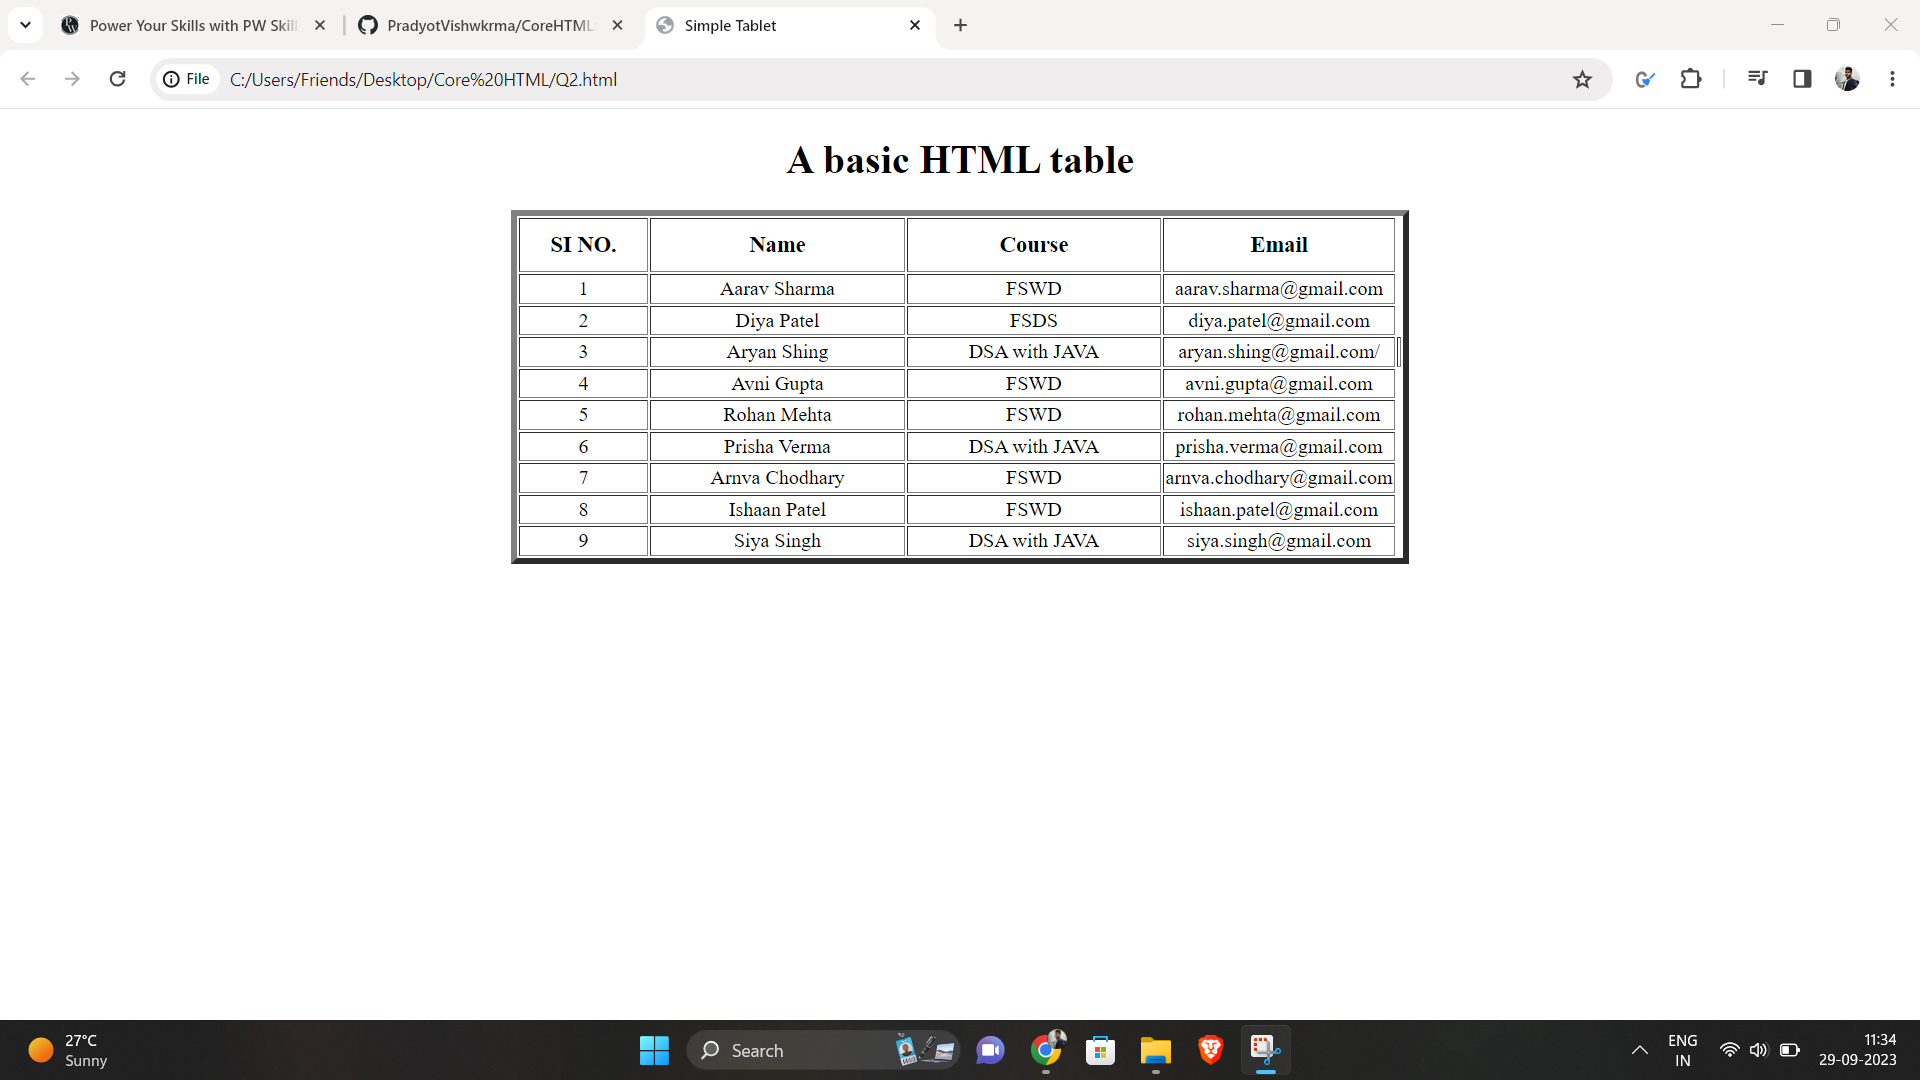 Power Your Skills with PW Skill
PradyotVishwkrma/CoreHTML
Simple Tablet
File C:/Users/Friends/Desktop/Core%20HTML/Q2.html
A basic HTML table
SI NO. Name Course Email
1 Aarav Sharma FSWD aarav.sharma@gmail.com
2 Diya Patel FSDS diya.patel@gmail.com
3 Aryan Shing DSA with JAVA aryan.shing@gmail.com/
4 Avni Gupta FSWD avni.gupta@gmail.com
5 Rohan Mehta FSWD rohan.mehta@gmail.com
6 Prisha Verma DSA with JAVA prisha.verma@gmail.com
7 Arnva Chodhary FSWD arnva.chodhary@gmail.com
8 Ishaan Patel FSWD ishaan.patel@gmail.com
9 Siya Singh DSA with JAVA siya.singh@gmail.com
27°C
Sunny
Search
ENG
IN
11:34
29-09-2023